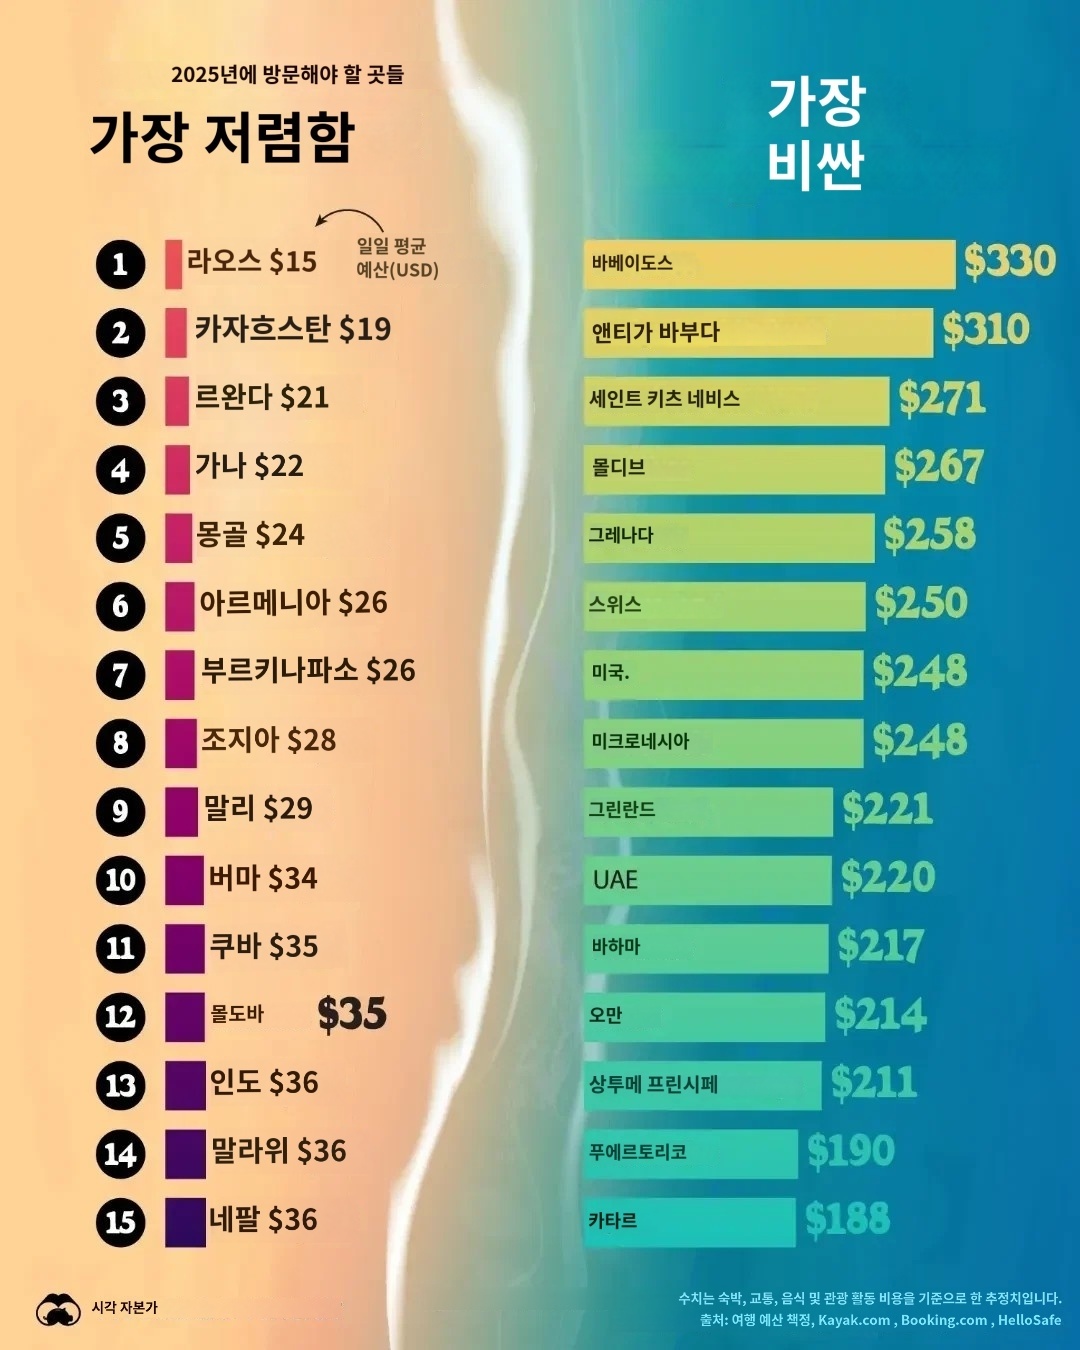 2025년에 방문해야 할 곳들
가장 저렴함
가장
비싼
일일 평균
예산(USD)
1 라오스 $15
2 카자흐스탄 $19
3 르완다 $21
4 가나 $22
5 몽골 $24
6 아르메니아 $26
7 부르키나파소 $26
8 조지아 $28
9 말리 $29
10 버마 $34
11 쿠바 $35
12 몰도바 $35
13 인도 $36
14 말라위 $36
15 네팔 $36
바베이도스 $330
앤티가 바부다 $310
세인트 키츠 네비스 $271
몰디브 $267
그레나다 $258
스위스 $250
미국. $248
미크로네시아 $248
그린란드 $221
UAE $220
바하마 $217
오만 $214
상투메 프린시페 $211
푸에르토리코 $190
카타르 $188
시각 자본가
수치는 숙박, 교통, 음식 및 관광 활동 비용을 기준으로 한 추정치입니다.
출처: 여행 예산 책정, Kayak.com , Booking.com , HelloSafe